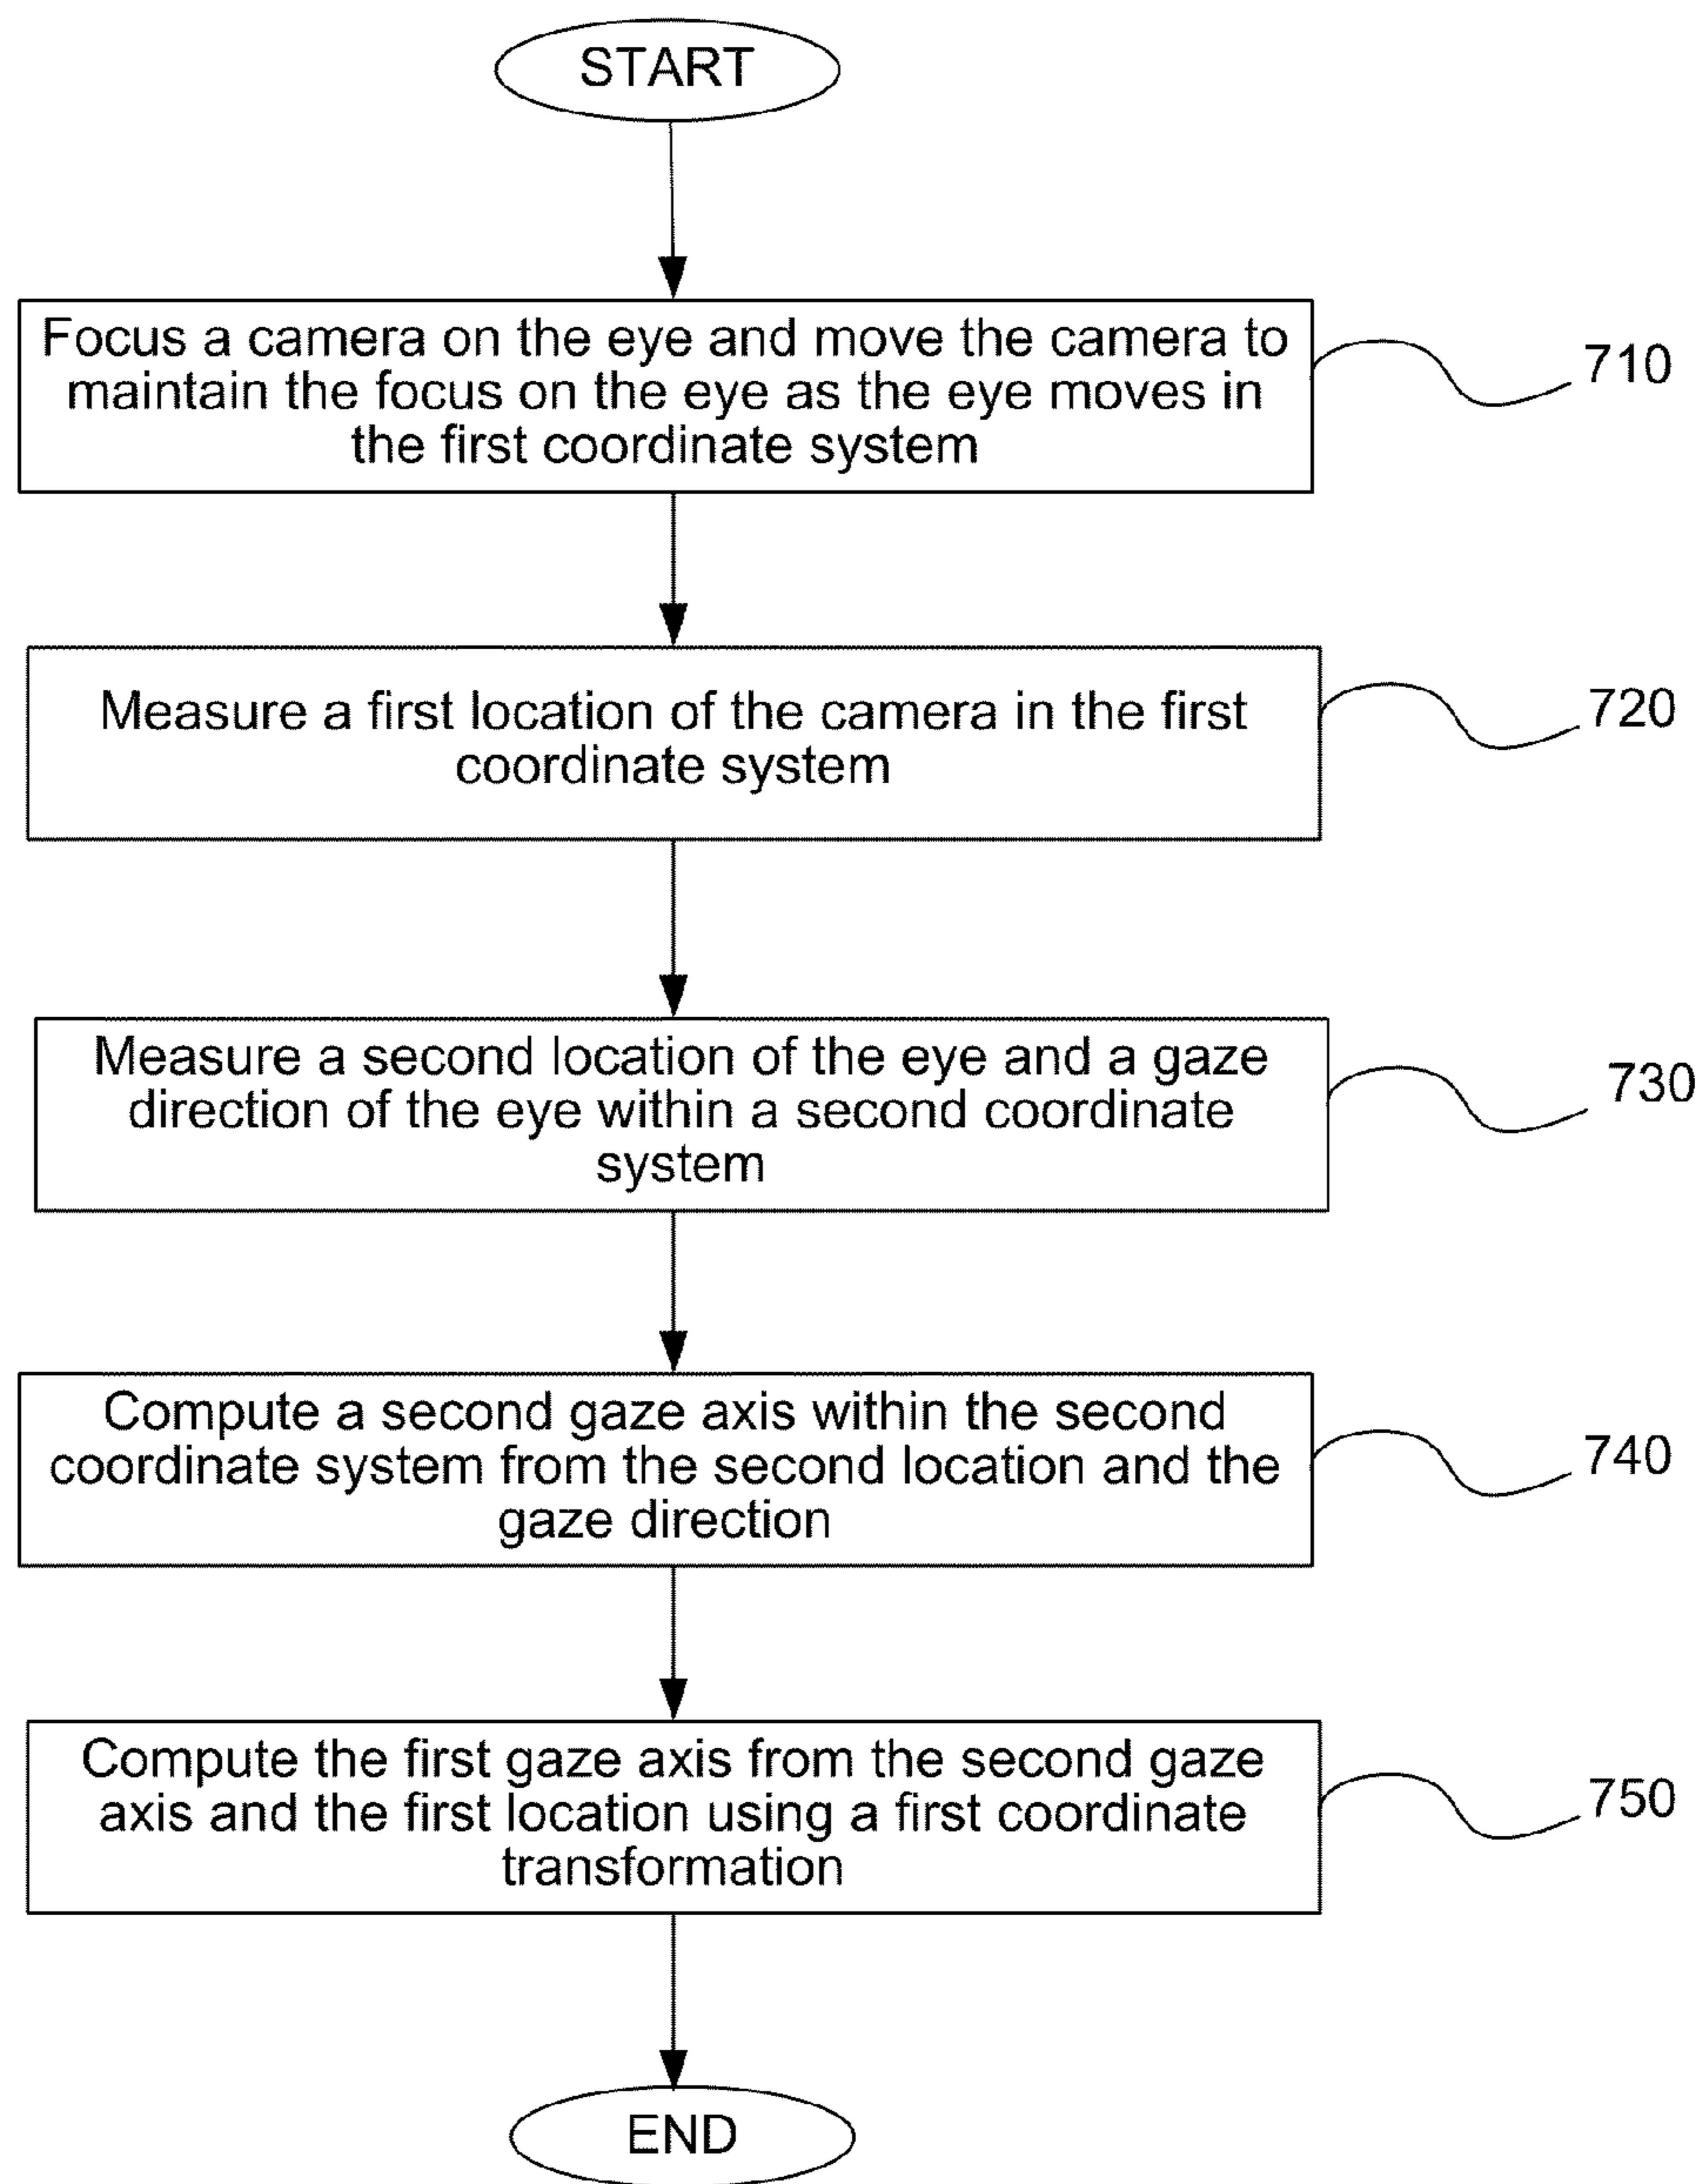 START
Focus a camera on the eye and move the camera to
maintain the focus on the eye as the eye moves in
the first coordinate system
710
Measure a first location of the camera in the first
coordinate system
720
Measure a second location of the eye and a gaze
direction of the eye within a second coordinate
system
730
Compute a second gaze axis within the second
coordinate system from the second location and the
gaze direction
740
Compute the first gaze axis from the second gaze
axis and the first location using a first coordinate
transformation
750
END